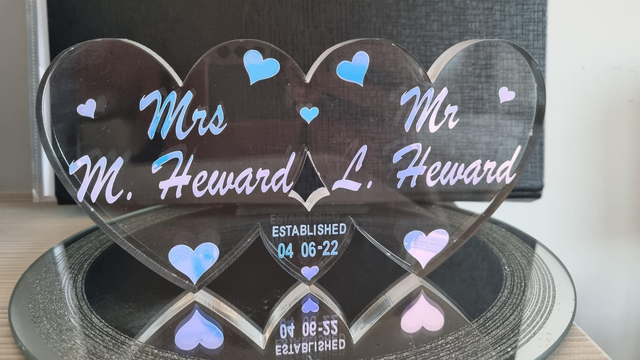 Mrs
M. Heward
Mr
L. Heward
ESTABLISHED
04 06-22